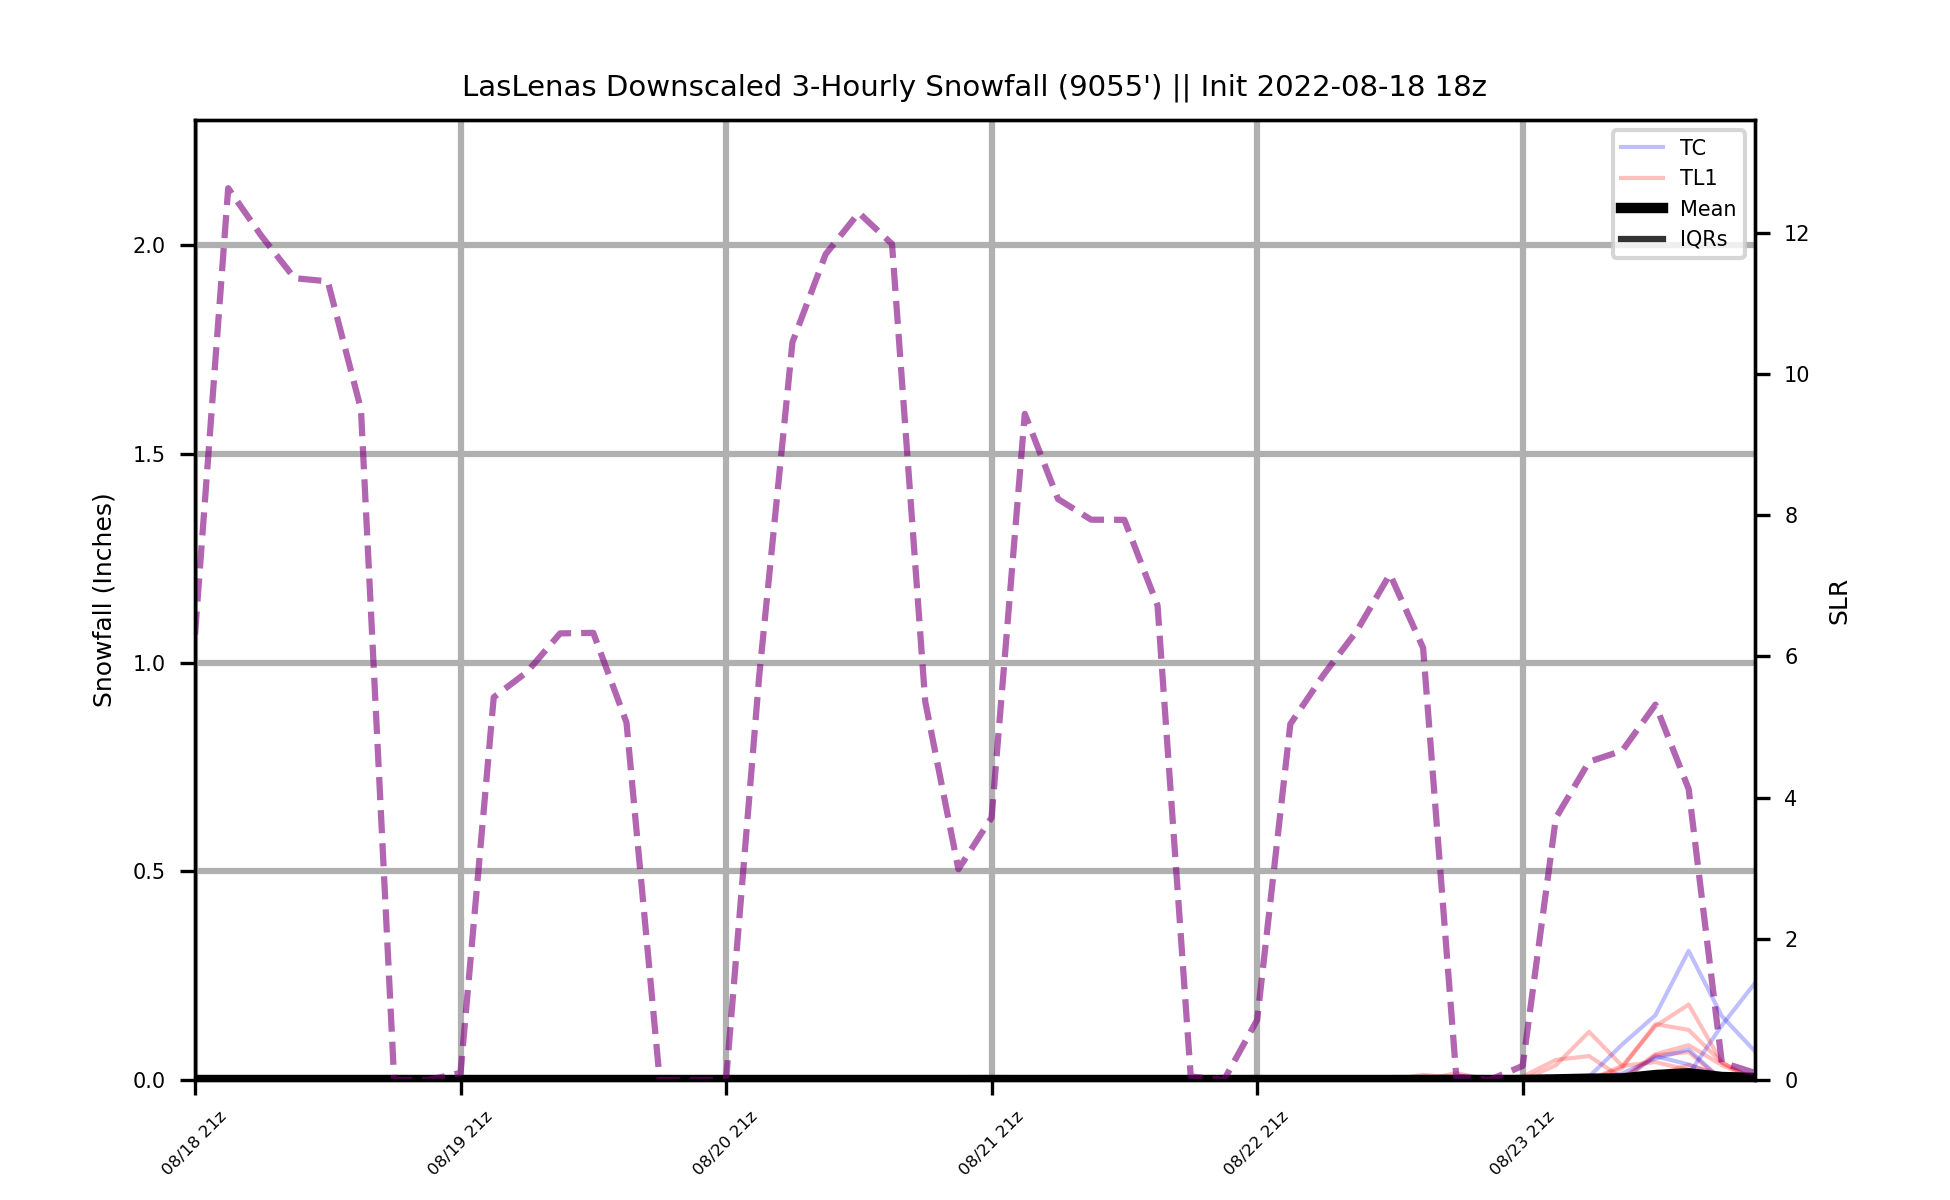 LasLenas Downscaled 3-Hourly Snowfall (9055') || Init 2022-08-18 18z
TC
TL1
Mean
IQRs
Snowfall (Inches)
2.0
1.5
1.0
0.5
0.0
12
10
8
6
4
2
0
SLR
08/18 21z
08/19 21z
08/20 21z
08/21 21z
08/22 21z
08/23 21z